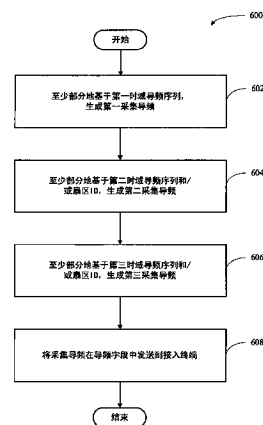 600
开始
至少部分地基于第一时域导频序列,
生成第一采集导频
602
至少部分地基于第二时域导频序列和/
或扇区ID, 生成第二采集导频
604
至少部分地基于第三时域导频序列和/
或扇区ID, 生成第三采集导频
606
将采集导频在导频字段中发送到接入终端
608
结束